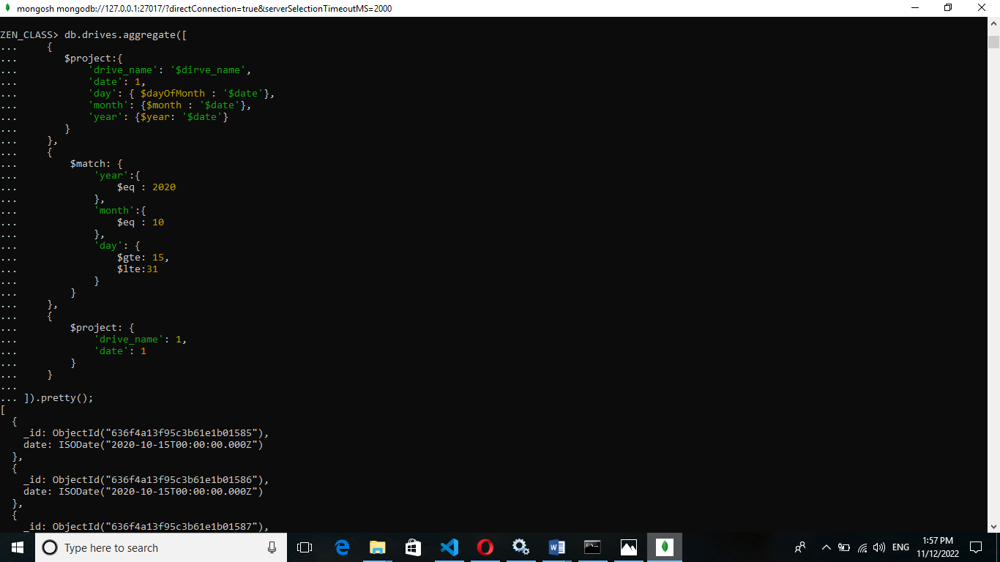 mongosh mongodb://127.0.0.1:27017/?directConnection=true&serverSelectionTimeoutMS=2000
ZEN_CLASS> db.drives.aggregate([
...     {
...        $project:{
...            'drive_name': '$dirve_name',
...            'date': 1,
...            'day': { $dayOfMonth : '$date'},
...            'month': {$month : '$date'},
...            'year': {$year: '$date'}
...        }
...     },
...     {
...         $match: {
...             'year':{
...                 $eq : 2020
...             },
...             'month':{
...                 $eq : 10
...             },
...             'day': {
...                 $gte: 15,
...                 $lte:31
...             }
...         }
...     },
...     {
...         $project: {
...             'drive_name': 1,
...             'date': 1
...         }
...     }
...
... ]).pretty();
[
  {
    _id: ObjectId("636f4a13f95c3b61e1b01585"),
    date: ISODate("2020-10-15T00:00:00.000Z")
  },
  {
    _id: ObjectId("636f4a13f95c3b61e1b01586"),
    date: ISODate("2020-10-15T00:00:00.000Z")
  },
  {
    _id: ObjectId("636f4a13f95c3b61e1b01587"),
Type here to search
ENG
1:57 PM
11/12/2022